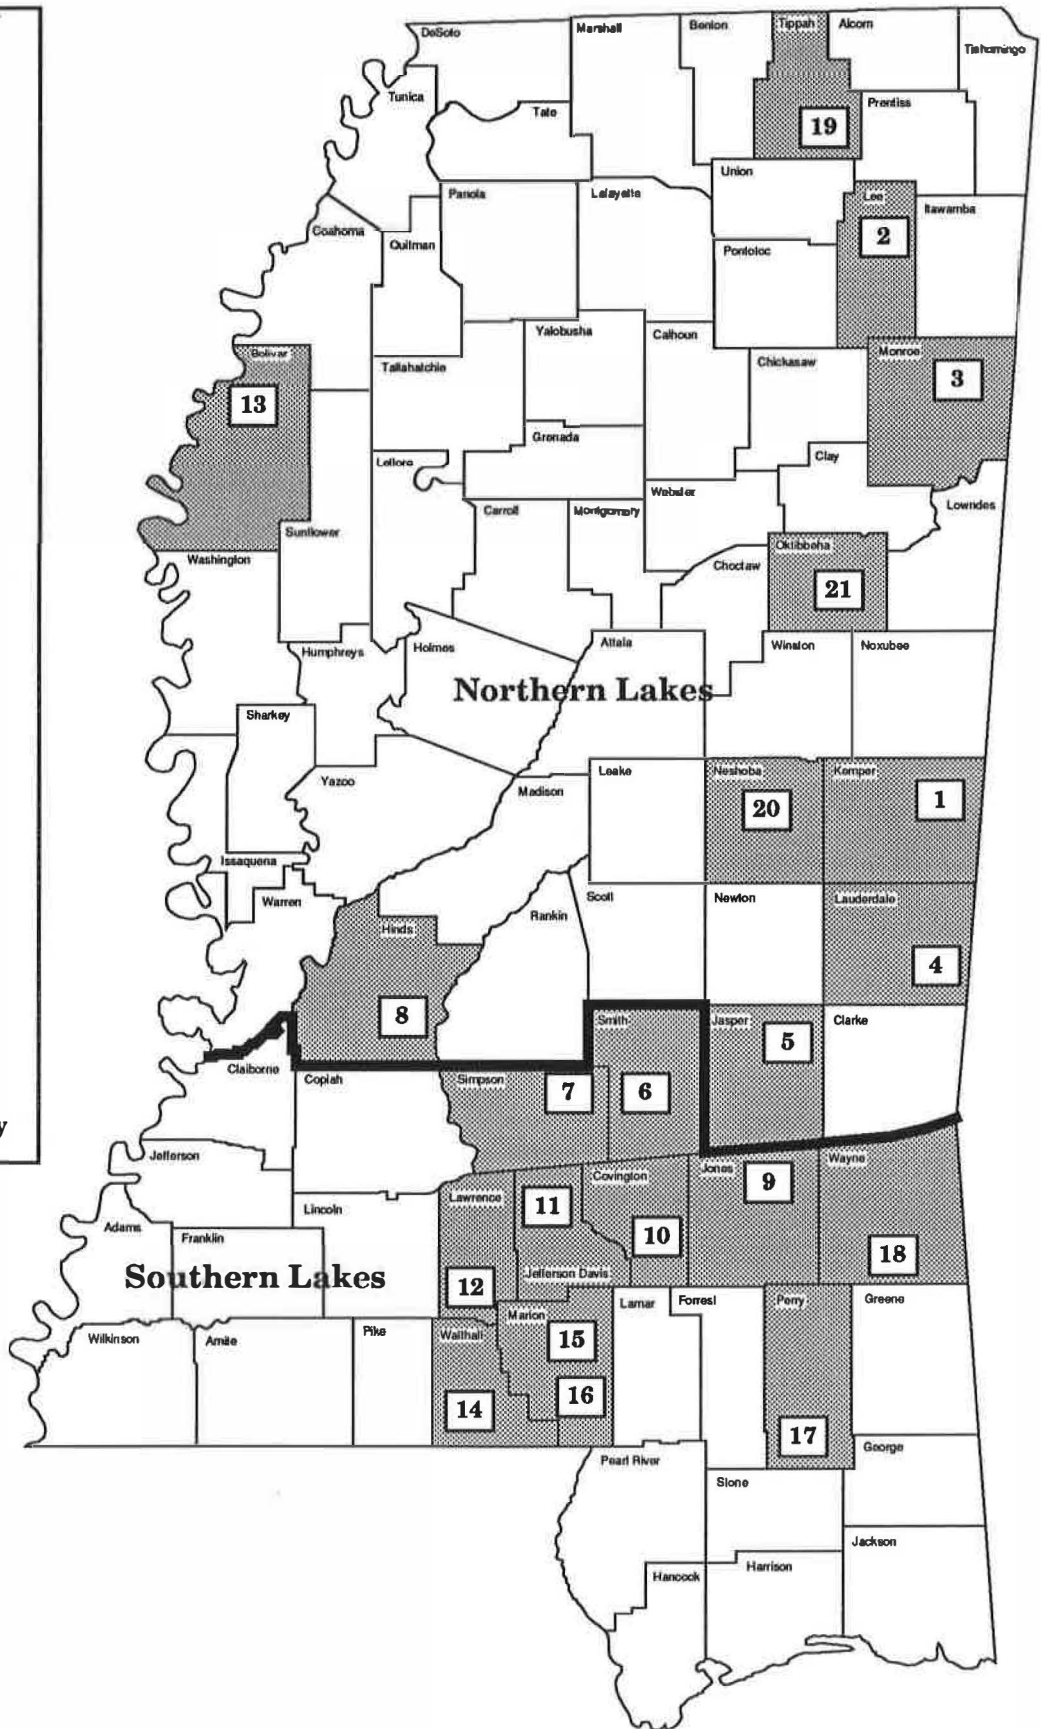 DeSoto
Marshall
Benton
Tippah
Alcorn
Tishomingo
Tunica
Tate
Prentiss
19
Union
Panola
Lafayette
Lee
Itawamba
Coahoma
Quitman
2
Pontotoc
Yalobusha
Calhoun
Bolivar
Tallahatchie
Chickasaw
Monroe
3
13
Grenada
Leflore
Clay
Webster
Carroll
Montgomery
Lowndes
Sunflower
Oktibbeha
Washington
Choctaw
21
Humphreys
Holmes
Attala
Winston
Noxubee
Northern Lakes
Sharkey
Yazoo
Madison
Leake
Neshoba
Kemper
20
1
Issaquena
Warren
Scott
Newton
Lauderdale
Hinds
Rankin
4
8
Smith
Jasper
Clarke
5
Claiborne
Copiah
Simpson
7
6
y
Jefferson
Covington
Jones
Wayne
9
Lawrence
11
Lincoln
Adams
Franklin
10
18
Southern Lakes
12
Jefferson Davis
Lamar
Forrest
Perry
Greene
Marion
Wilkinson
Amite
Pike
Walthall
15
16
14
17
George
Pearl River
Stone
Jackson
Hancock
Harrison